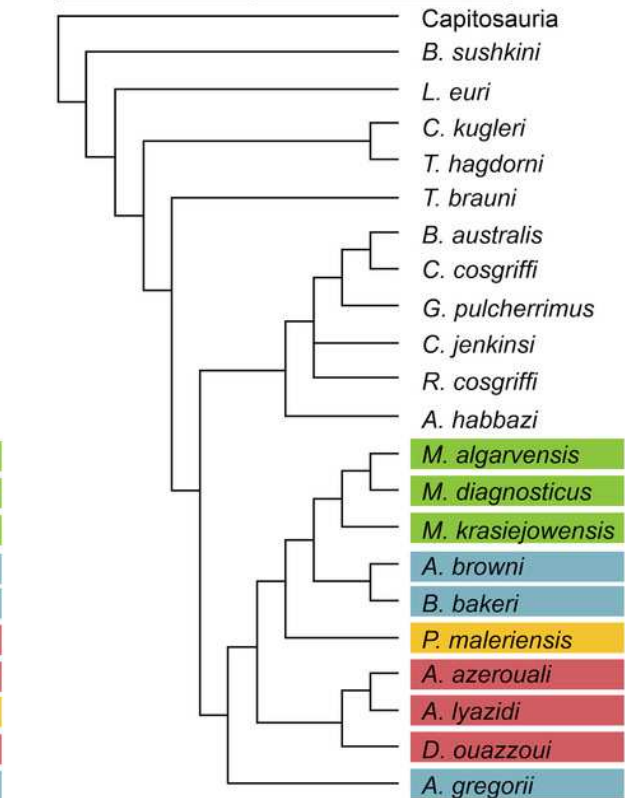 Capitosauria
B. sushkini
L. euri
C. kugleri
T. hagdorni
T. brauni
B. australis
C. cosgriffi
G. pulcherrimus
C. jenkinsi
R. cosgriffi
A. habbazi
M. algarvensis
M. diagnosticus
M. krasiejowensis
A. browni
B. bakeri
P. maleriensis
A. azerouali
A. lyazidi
D. ouazzoui
A. gregorii